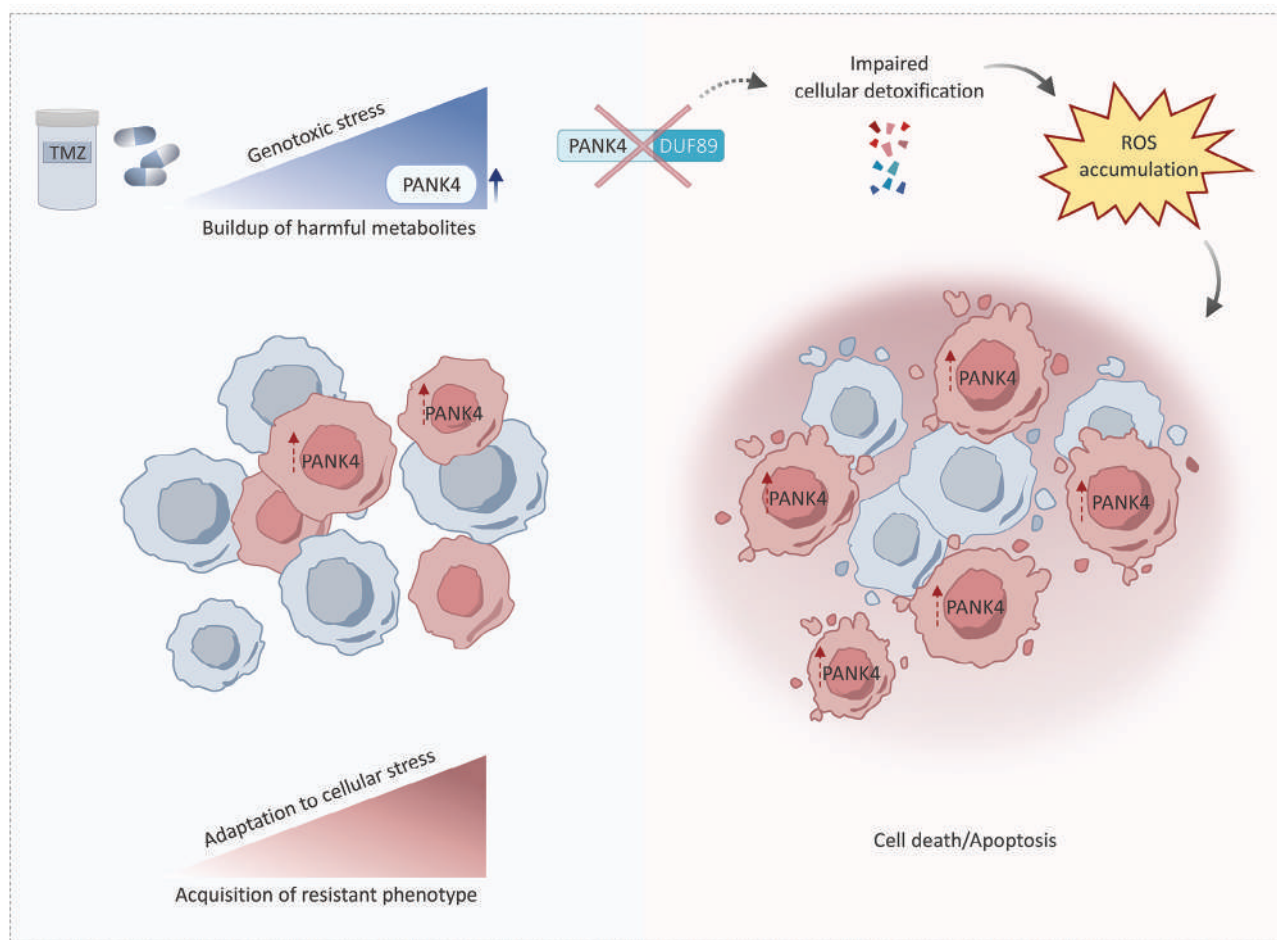 TMZ
Genotoxic stress
PANK4
Buildup of harmful metabolites
PANK4
PANK4
Adaptation to cellular stress
Acquisition of resistant phenotype
PANK4 DUF89
Impaired
cellular detoxification
ROS
accumulation
PANK4
PANK4
PANK4
PANK4
PANK4
Cell death/Apoptosis